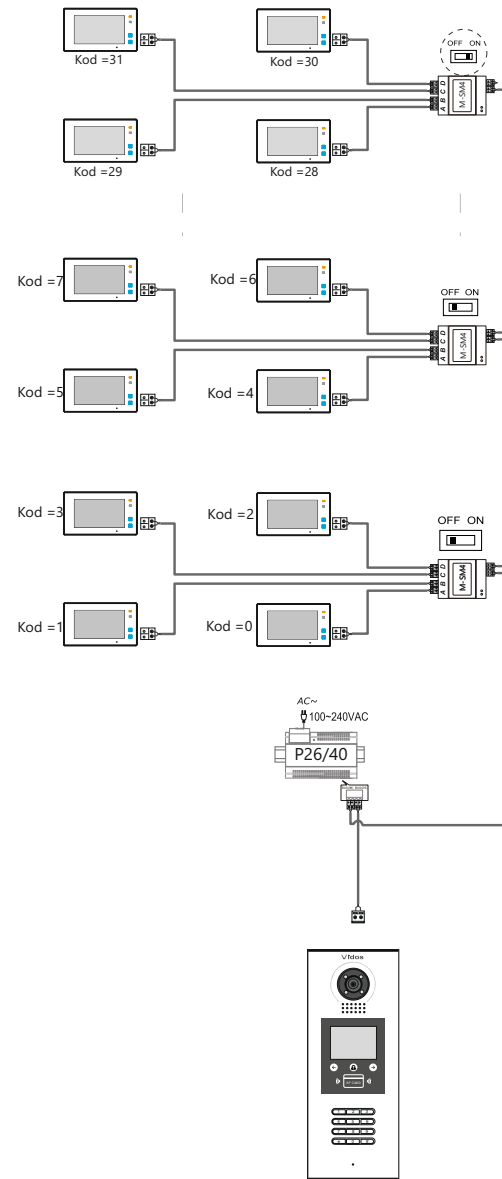 OFF ON
Kod =31
Kod =30
M-SM4
A B C D
Kod =29
Kod =28
Kod =7
Kod =6
OFF ON
M-SM4
A B C D
Kod =5
Kod =4
Kod =3
Kod =2
OFF ON
M-SM4
A B C D
Kod =1
Kod =0
AC~
100~240VAC
P26/40
Vidos